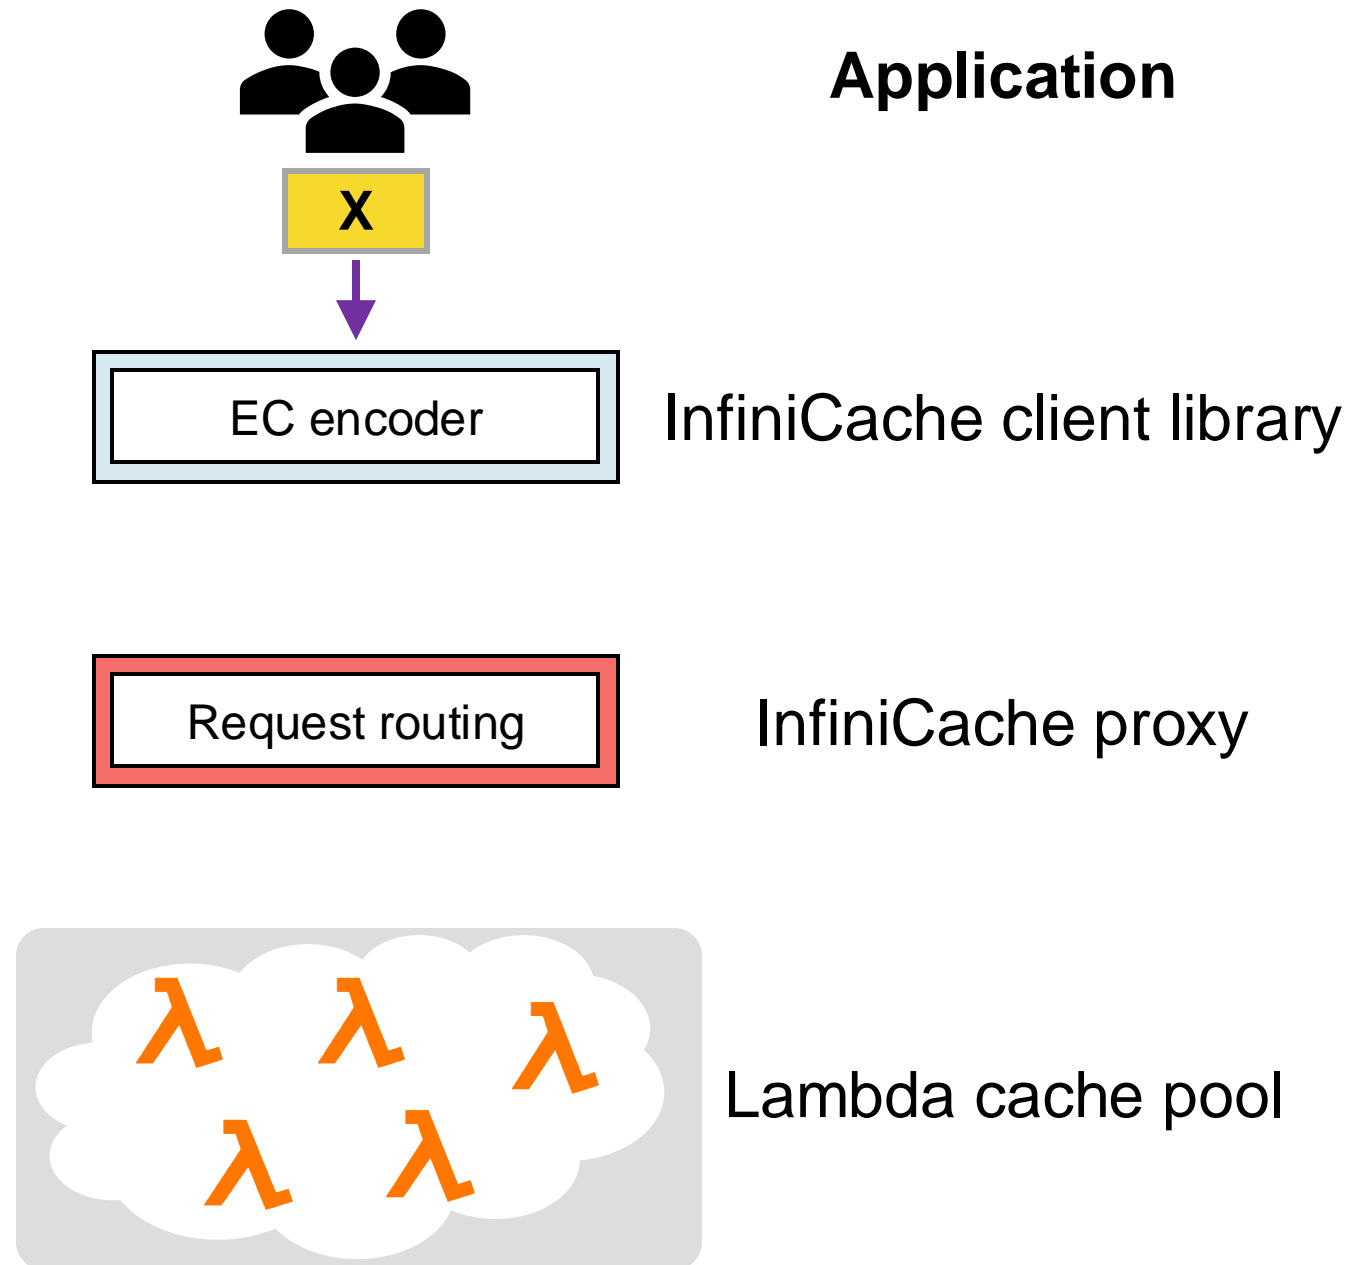 Application
X
EC encoder
InfiniCache client library
Request routing
InfiniCache proxy
λ λ λ
λ λ
Lambda cache pool